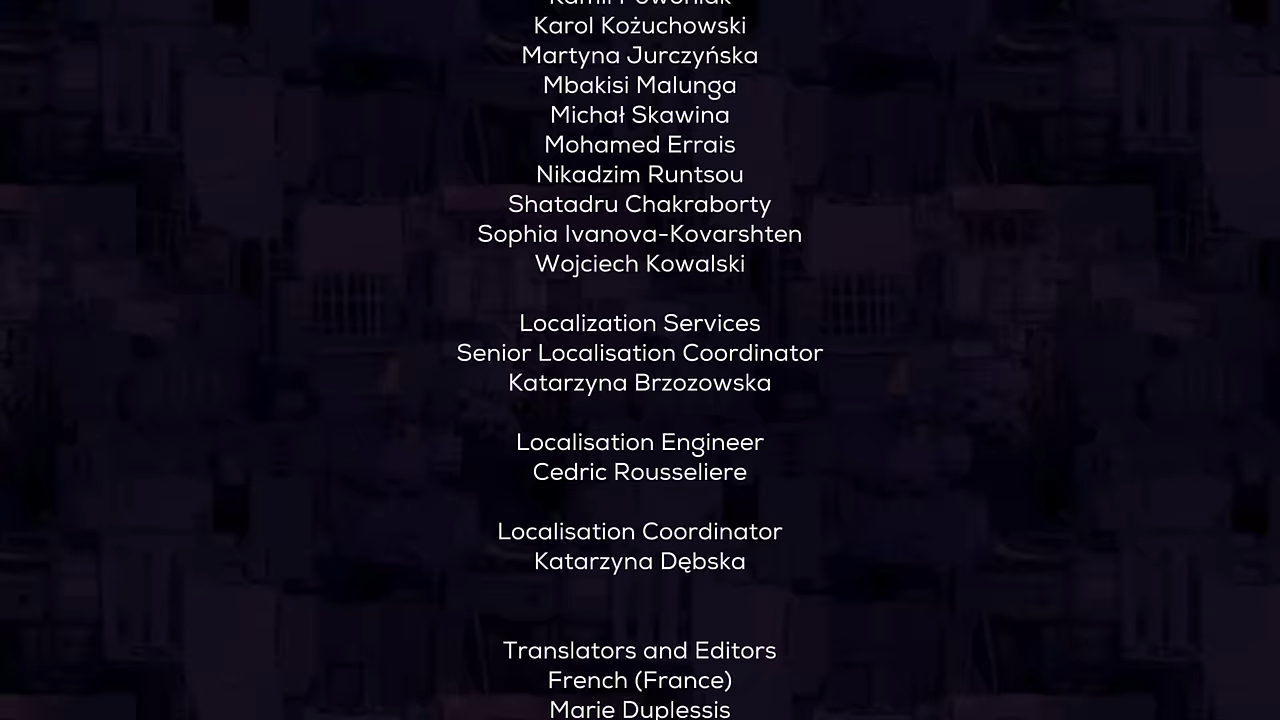 Karol Kożuchowski
Martyna Jurczyńska
Mbakisi Malunga
Michał Skawina
Mohamed Errais
Nikadzim Runtsou
Shatadru Chakraborty
Sophia Ivanova-Kovarshten
Wojciech Kowalski
Localization Services
Senior Localisation Coordinator
Katarzyna Brzozowska
Localisation Engineer
Cedric Rousseliere
Localisation Coordinator
Katarzyna Dębska
Translators and Editors
French (France)
Marie Duplessis